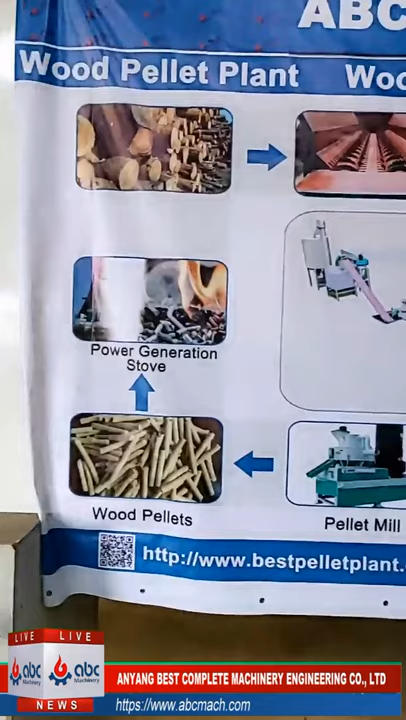 ABC
Wood Pellet Plant
Woo
Power Generation
Stove
Wood Pellets
Pellet Mill
http://www.bestpelletplant.
LIVE LIVE
abc
Machinery
abc
Machinery
NEWS
ANYANG BEST COMPLETE MACHINERY ENGINEERING CO., LTD
https://www.abcmach.com